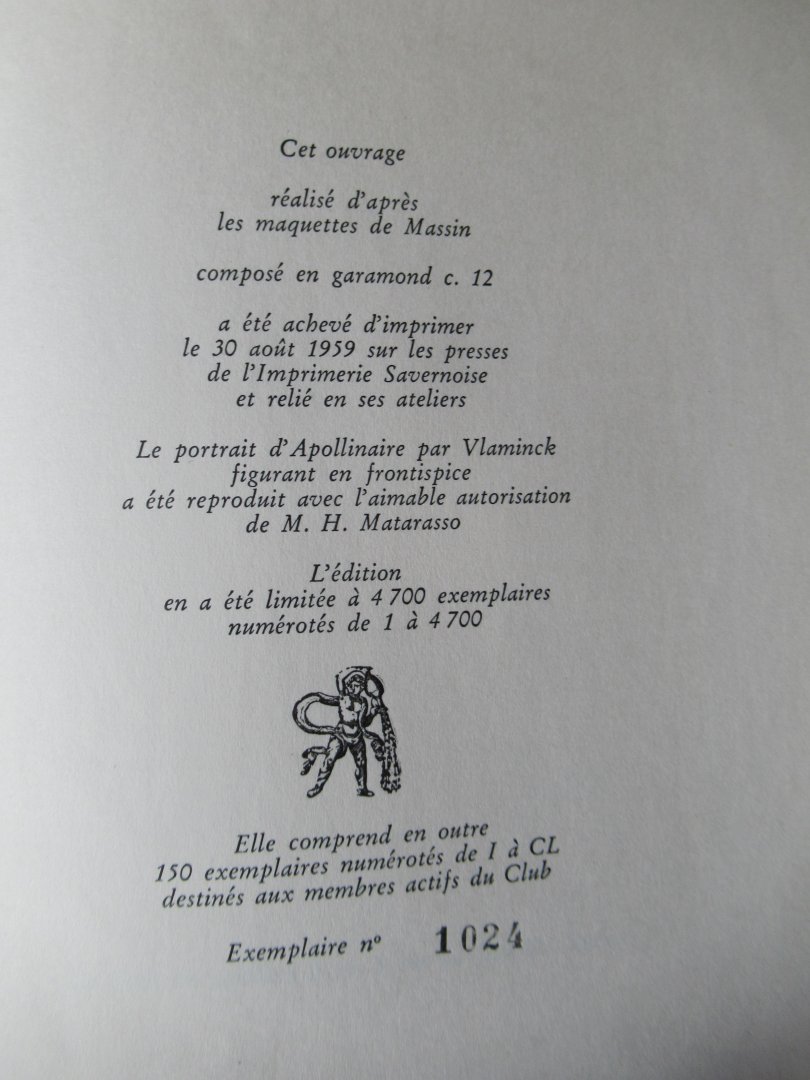 Cet ouvrage
réalisé d'après
les maquettes de Massin
composé en garamond c. 12
a été achevé d'imprimer
le 30 août 1959 sur les presses
de l'Imprimerie Savernoise
et relié en ses ateliers
Le portrait d'Apollinaire par Vlaminck
figurant en frontispice
a été reproduit avec l'aimable autorisation
de M. H. Matarasso
L'édition
en a été limitée à 4 700 exemplaires
numérotés de 1 à 4 700
Elle comprend en outre
150 exemplaires numérotés de I à CL
destinés aux membres actifs du Club
Exemplaire nº 1024